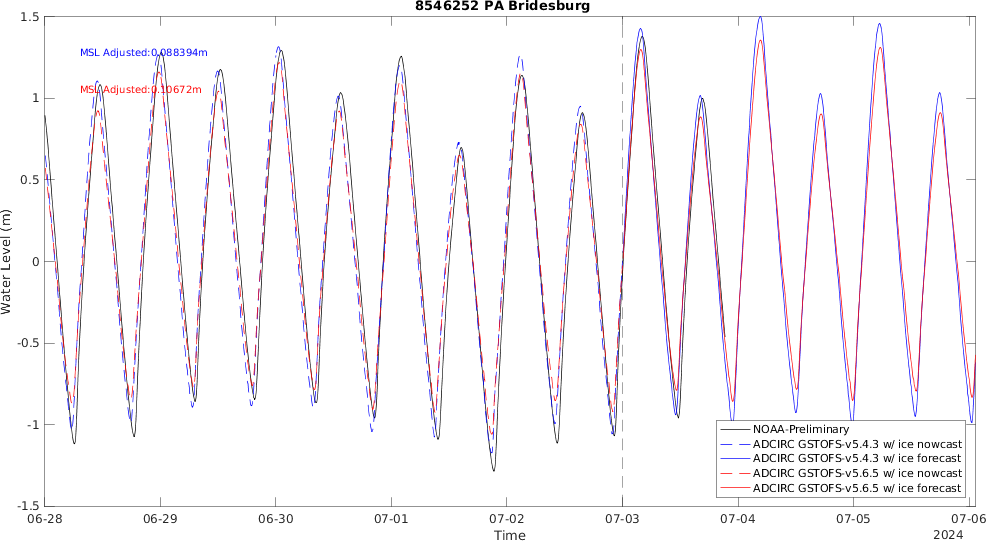 8546252 PA Bridesburg
1.5
1
0.5
0
-0.5
-1
-1.5
Water Level (m)
MSL Adjusted:0.088394m
MSL Adjusted:0.10672m
NOAA-Preliminary
ADCIRC GSTOFS-v5.4.3 w/ ice nowcast
ADCIRC GSTOFS-v5.4.3 w/ ice forecast
ADCIRC GSTOFS-v5.6.5 w/ ice nowcast
ADCIRC GSTOFS-v5.6.5 w/ ice forecast
06-28 06-29 06-30 07-01 07-02 07-03 07-04 07-05 07-06
Time
2024